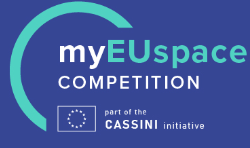 myEUspace
COMPETITION
part of the
CASSINI initiative